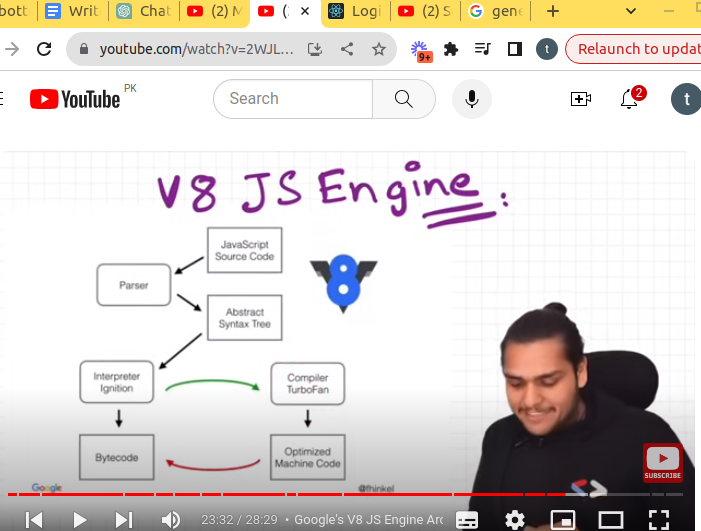 bott
Writ
Chat
(2) M
(
Logi
(2) S
gene
youtube.com/watch?v=2WJL...
9+
t
Relaunch to updat
YouTube PK
Search
2
t
V8 JS Engine :
JavaScript
Source Code
Parser
Abstract
Syntax Tree
8
Interpreter
Ignition
Compiler
TurboFan
Bytecode
Optimized
Machine Code
SUBSCRIBE
Google
@fhinkel
23:32 / 28:29 • Google's V8 JS Engine Arc